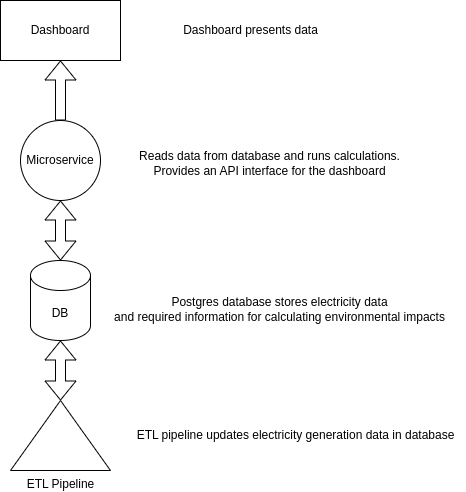 Dashboard
Dashboard presents data
Microservice
Reads data from database and runs calculations.
Provides an API interface for the dashboard
DB
Postgres database stores electricity data
and required information for calculating environmental impacts
ETL pipeline updates electricity generation data in database
ETL Pipeline